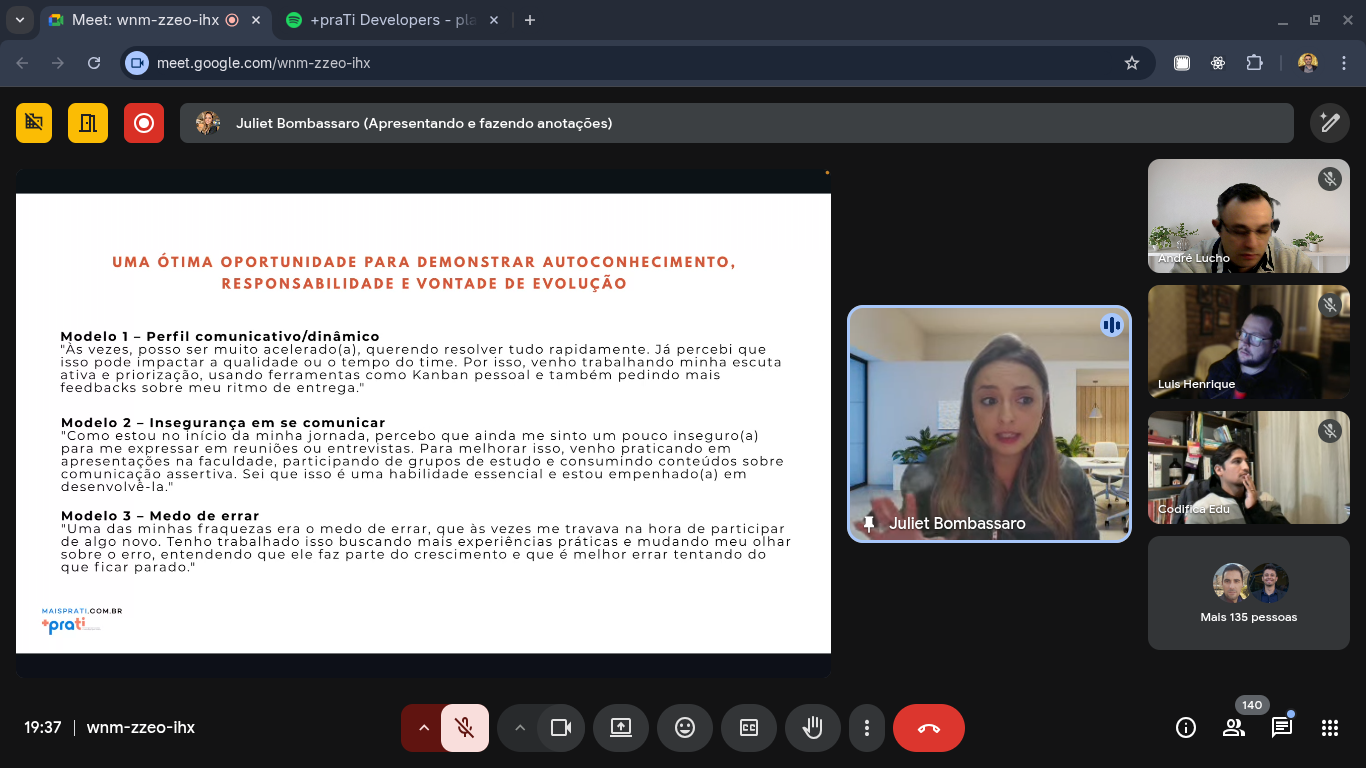 Meet: wnm-zzeo-ihx
+praTi Developers - pla
meet.google.com/wnm-zzeo-ihx
Juliet Bombassaro (Apresentando e fazendo anotações)
UMA ÓTIMA OPORTUNIDADE PARA DEMONSTRAR AUTOCONHECIMENTO,
RESPONSABILIDADE E VONTADE DE EVOLUÇÃO
Modelo 1 – Perfil comunicativo/dinâmico
"Às vezes, posso ser muito acelerado(a), querendo resolver tudo rapidamente. Já percebi que
isso pode impactar a qualidade ou o tempo do time. Por isso, venho trabalhando minha escuta
ativa e priorização, usando ferramentas como Kanban pessoal e também pedindo mais
feedbacks sobre meu ritmo de entrega."
Modelo 2 – Insegurança em se comunicar
"Como estou no início da minha jornada, percebo que ainda me sinto um pouco inseguro(a)
para me expressar em reuniões ou entrevistas. Para melhorar isso, venho praticando em
apresentações na faculdade, participando de grupos de estudo e consumindo conteúdos sobre
comunicação assertiva. Sei que isso é uma habilidade essencial e estou empenhado(a) em
desenvolvê-la."
Modelo 3 – Medo de errar
"Uma das minhas fraquezas era o medo de errar, que às vezes me travava na hora de participar
de algo novo. Tenho trabalhado isso buscando mais experiências práticas e mudando meu olhar
sobre o erro, entendendo que ele faz parte do crescimento e que é melhor errar tentando do
que ficar parado."
MAISPRATI.COM.BR
+prati
Juliet Bombassaro
André Lucho
Luis Henrique
Codifica Edu
Mais 135 pessoas
19:37
wnm-zzeo-ihx
140